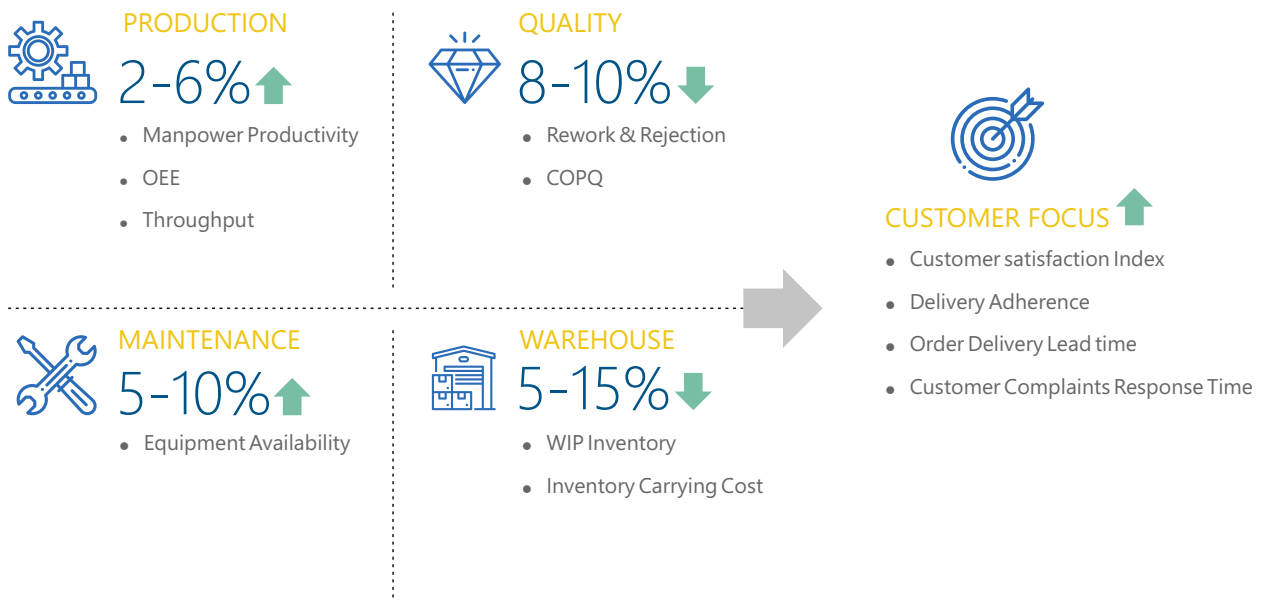 PRODUCTION
2-6%
• Manpower Productivity
• OEE
• Throughput
QUALITY
8-10%
• Rework & Rejection
• COPQ
MAINTENANCE
5-10%
• Equipment Availability
WAREHOUSE
5-15%
• WIP Inventory
• Inventory Carrying Cost
CUSTOMER FOCUS
• Customer satisfaction Index
• Delivery Adherence
• Order Delivery Lead time
• Customer Complaints Response Time